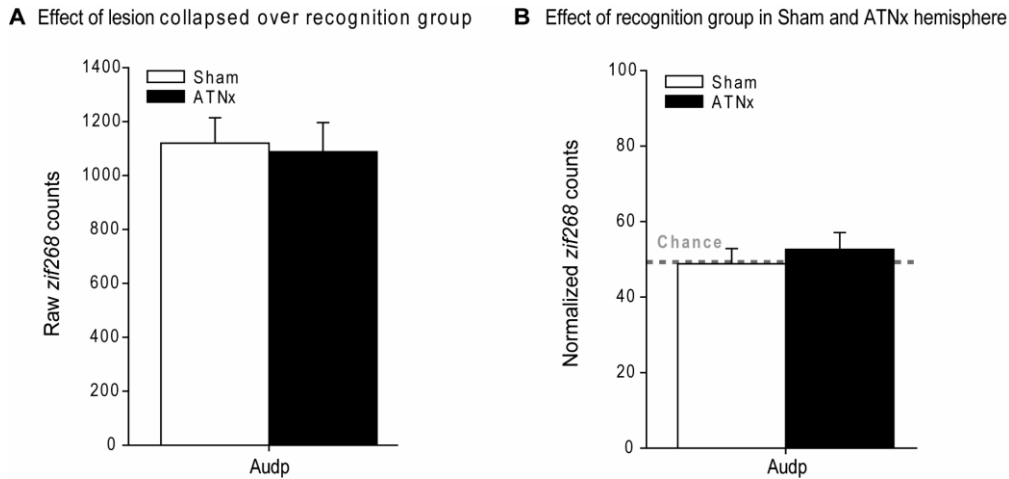 A Effect of lesion collapsed over recognition group
Sham
ATNx
Raw zif268 counts
1400
1200
1000
800
600
400
200
0
Audp
B Effect of recognition group in Sham and ATNx hemisphere
Sham
ATNx
Normalized zif268 counts
100
80
60
40
20
0
Chance
Audp